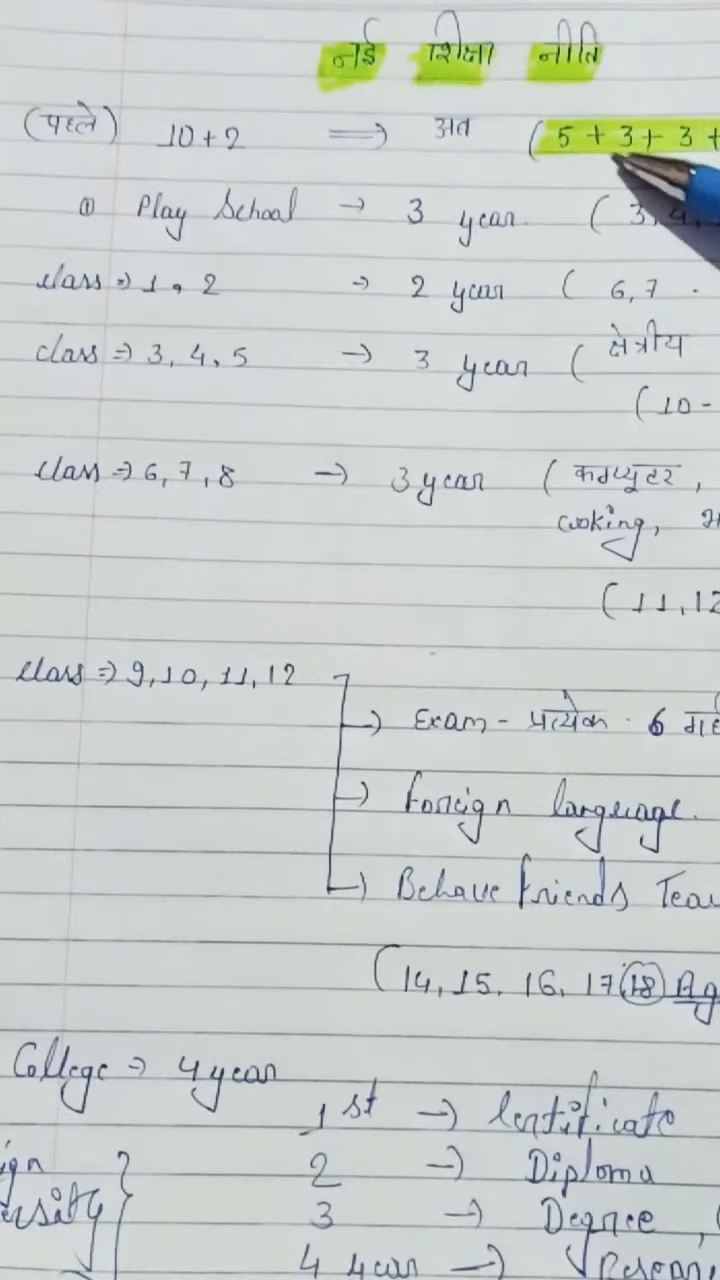 नई शिक्षा नीति
(पहले) 10+2 ⇒ अब (5 + 3 + 3 +
① Play School → 3 year (3, 4,
class ⇒ 1, 2 → 2 year ( 6, 7
class ⇒ 3, 4, 5 → 3 year ( क्षेत्रीय
(10-
class ⇒ 6, 7, 8 → 3 year ( कम्प्यूटर,
cooking,
(11, 12
class ⇒ 9, 10, 11, 12
→ Exam - प्रत्येक 6
→ Foreign language.
→ Behave Friends
(14, 15, 16, 17 18
College ⇒ 4 year
1st → Certificate
2 → Diploma
3 → Degree,
4 year →